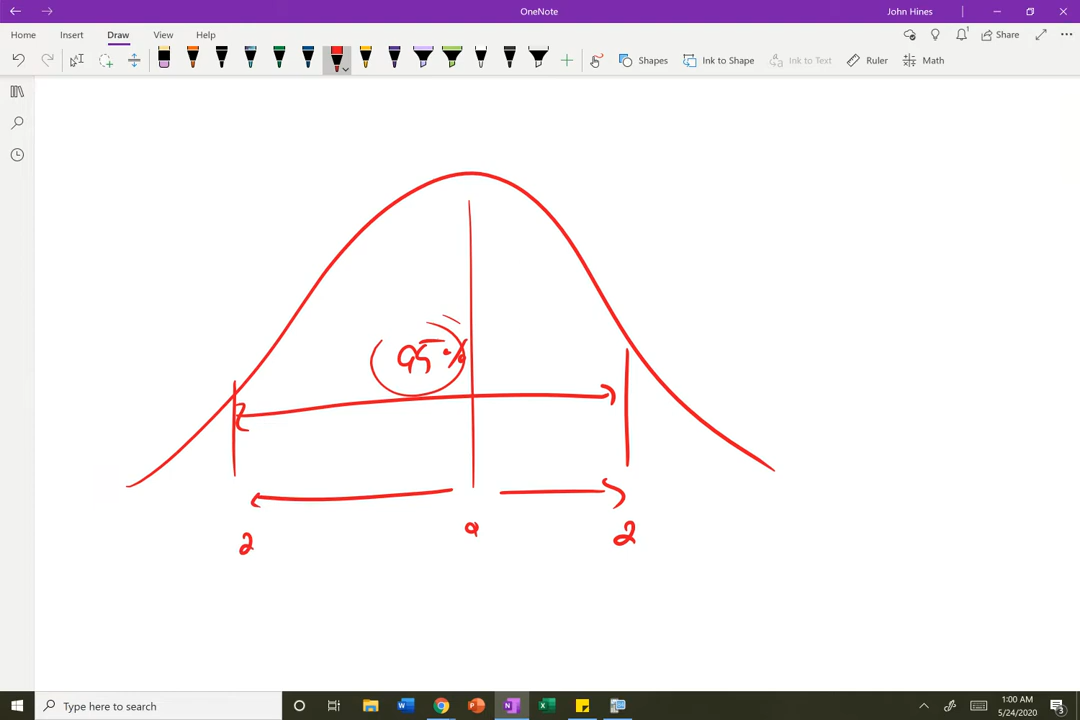 OneNote
John Hines
Home Insert Draw View Help
Share
Shapes Ink to Shape Ink to Text Ruler Math
95%
2 2
Type here to search
1:00 AM
5/24/2020
3